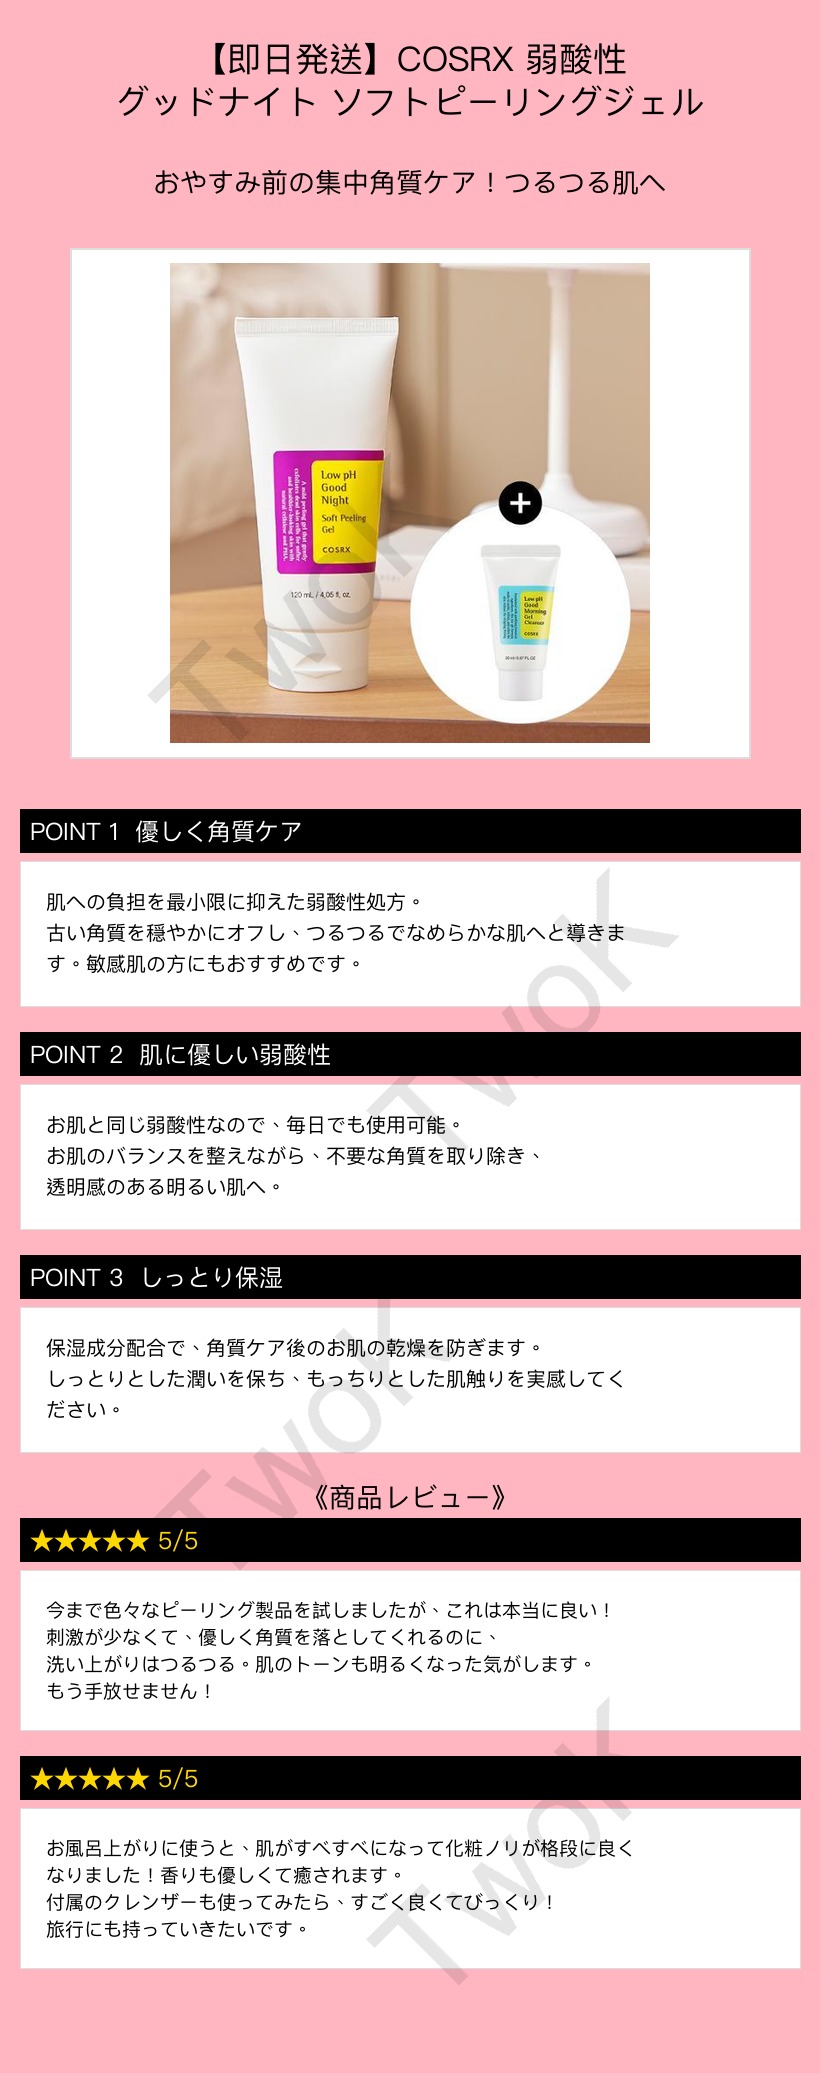 【即日発送】COSRX 弱酸性
グッドナイト ソフトピーリングジェル
おやすみ前の集中角質ケア！つるつる肌へ
A mild peeling gel that gently
exfoliates dead skin cells for softer
and healthier-looking skin with
natural cellulose and PHA.
Low pH
Good
Night
Soft Peeling
Gel
COSRX
120 mL / 4.05 fl. oz.
+
Low pH
Good
Morning
Gel
Cleanser
COSRX
TwoK
POINT 1 優しく角質ケア
肌への負担を最小限に抑えた弱酸性処方。
古い角質を穏やかにオフし、つるつるでなめらかな肌へと導きま
す。敏感肌の方にもおすすめです。
TwoK
POINT 2 肌に優しい弱酸性
お肌と同じ弱酸性なので、毎日でも使用可能。
お肌のバランスを整えながら、不要な角質を取り除き、
透明感のある明るい肌へ。
POINT 3 しっとり保湿
保湿成分配合で、角質ケア後のお肌の乾燥を防ぎます。
しっとりとした潤いを保ち、もっちりとした肌触りを実感してく
ださい。
TwoK
《商品レビュー》
★★★★★ 5/5
今まで色々なピーリング製品を試しましたが、これは本当に良い！
刺激が少なくて、優しく角質を落としてくれるのに、
洗い上がりはつるつる。肌のトーンも明るくなった気がします。
もう手放せません！
★★★★★ 5/5
お風呂上がりに使うと、肌がすべすべになって化粧ノリが格段に良く
なりました！香りも優しくて癒されます。
付属のクレンザーも使ってみたら、すごく良くてびっくり！
旅行にも持っていきたいです。
TwoK